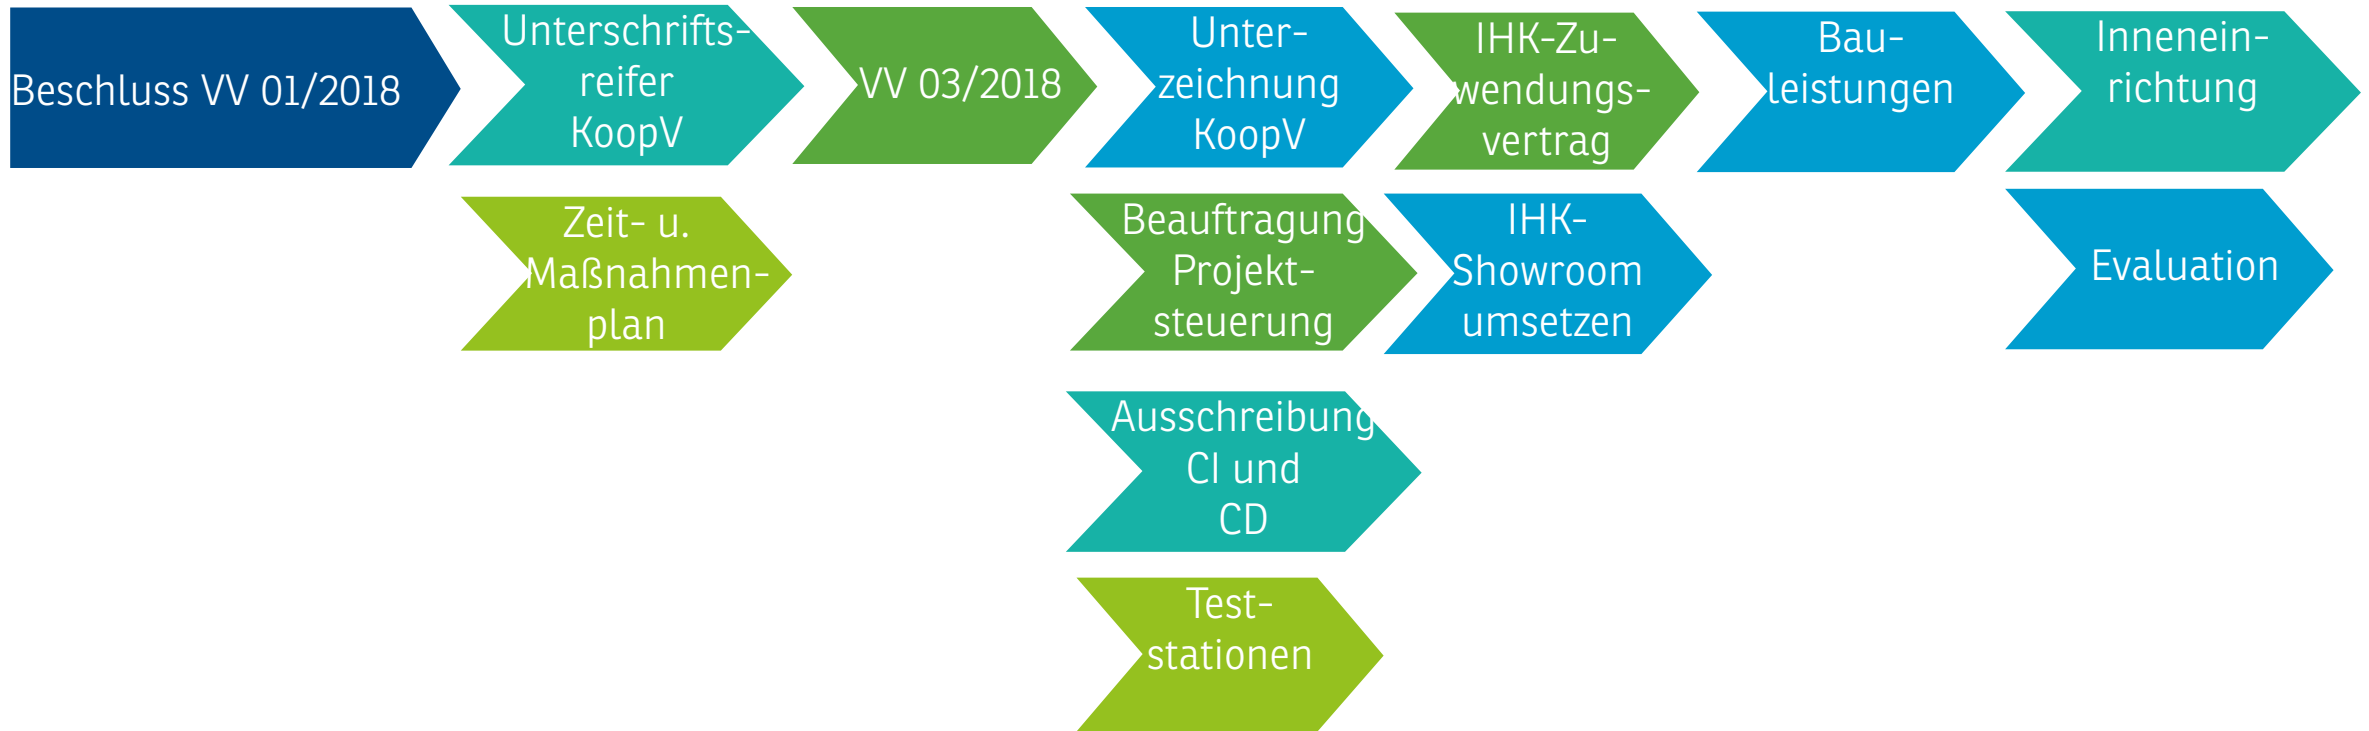 Beschluss VV 01/2018
Unterschrifts-
reifer
KoopV
VV 03/2018
Unter-
zeichnung
KoopV
IHK-Zu-
wendungs-
vertrag
Bau-
leistungen
Innenein-
richtung
Zeit- u.
Maßnahmen-
plan
Beauftragung
Projekt-
steuerung
IHK-
Showroom
umsetzen
Evaluation
Ausschreibung
CI und
CD
Test-
stationen